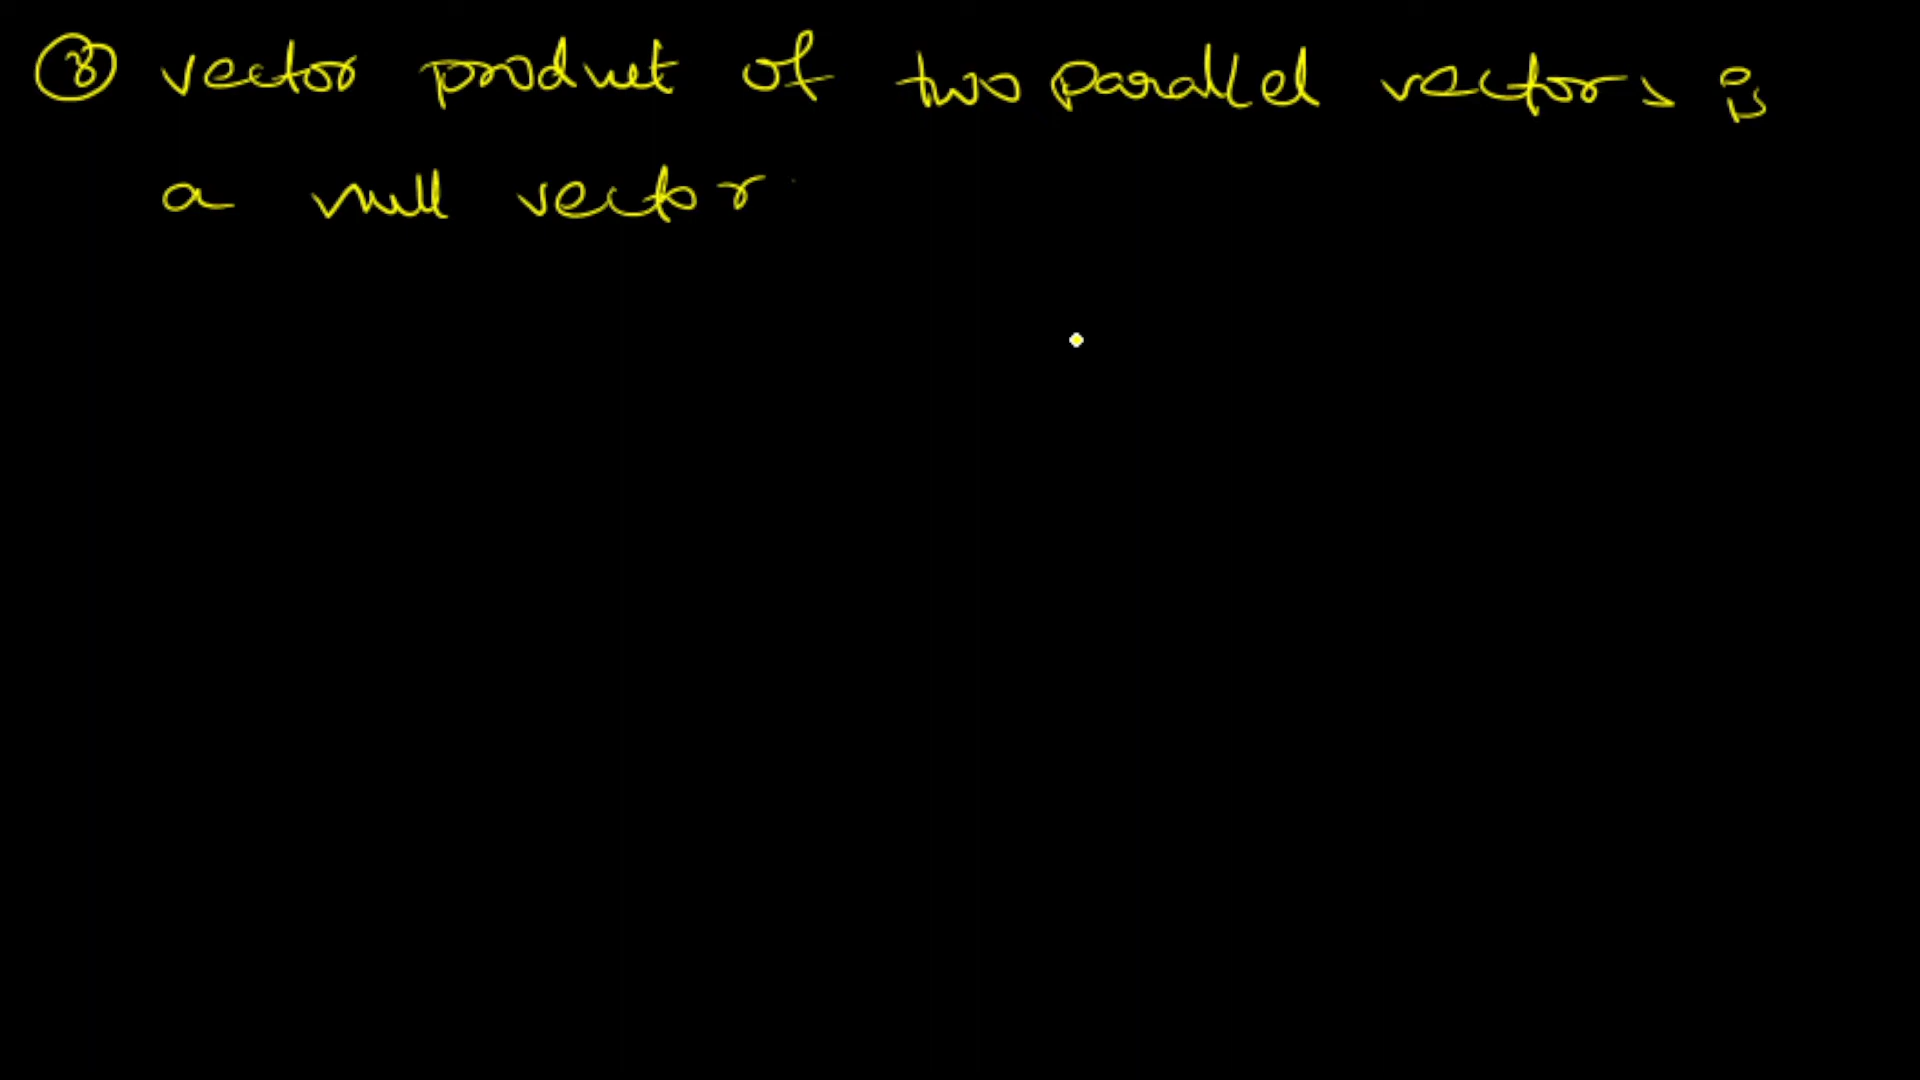 ⑧ vector product of two parallel vectors is
a null vector